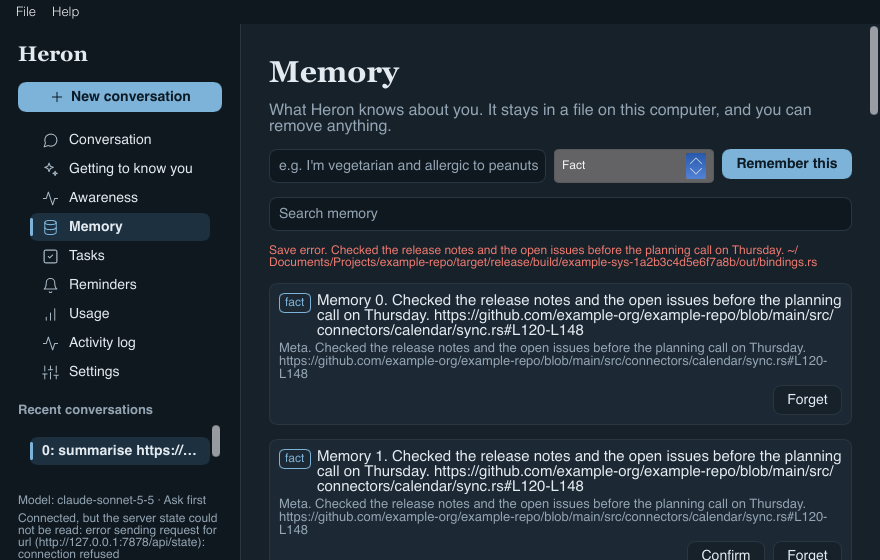 File Help
Heron
+ New conversation
Conversation
Getting to know you
Awareness
Memory
Tasks
Reminders
Usage
Activity log
Settings
Recent conversations
0: summarise https://…
Model: claude-sonnet-5-5 · Ask first
Connected, but the server state could
not be read: error sending request for
url (http://127.0.0.1:7878/api/state):
connection refused
Memory
What Heron knows about you. It stays in a file on this computer, and you can
remove anything.
e.g. I'm vegetarian and allergic to peanuts
Fact
Remember this
Search memory
Save error. Checked the release notes and the open issues before the planning call on Thursday. ~/
Documents/Projects/example-repo/target/release/build/example-sys-1a2b3c4d5e6f7a8b/out/bindings.rs
fact Memory 0. Checked the release notes and the open issues before the planning
call on Thursday. https://github.com/example-org/example-repo/blob/main/src/
connectors/calendar/sync.rs#L120-L148
Meta. Checked the release notes and the open issues before the planning call on Thursday.
https://github.com/example-org/example-repo/blob/main/src/connectors/calendar/sync.rs#L120-
L148
Forget
fact Memory 1. Checked the release notes and the open issues before the planning
call on Thursday. https://github.com/example-org/example-repo/blob/main/src/
connectors/calendar/sync.rs#L120-L148
Meta. Checked the release notes and the open issues before the planning call on Thursday.
https://github.com/example-org/example-repo/blob/main/src/connectors/calendar/sync.rs#L120-
L148
Confirm Forget